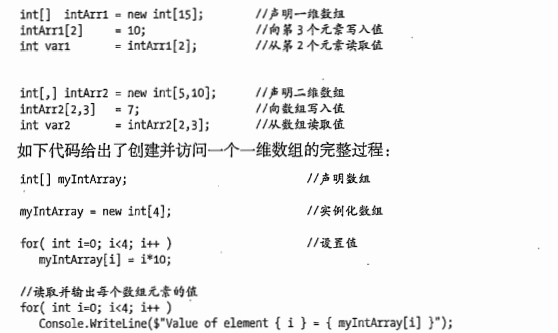 int[] intArr1 = new int[15]; //声明一维数组
intArr1[2] = 10; //向第3个元素写入值
int var1 = intArr1[2]; //从第2个元素读取值
int[,] intArr2 = new int[5,10]; //声明二维数组
intArr2[2,3] = 7; //向数组写入值
int var2 = intArr2[2,3]; //从数组读取值
如下代码给出了创建并访问一个一维数组的完整过程：
int[] myIntArray; //声明数组
myIntArray = new int[4]; //实例化数组
for( int i=0; i<4; i++ ) //设置值
myIntArray[i] = i*10;
//读取并输出每个数组元素的值
for( int i=0; i<4; i++ )
Console.WriteLine($"Value of element { i } = { myIntArray[i] }");